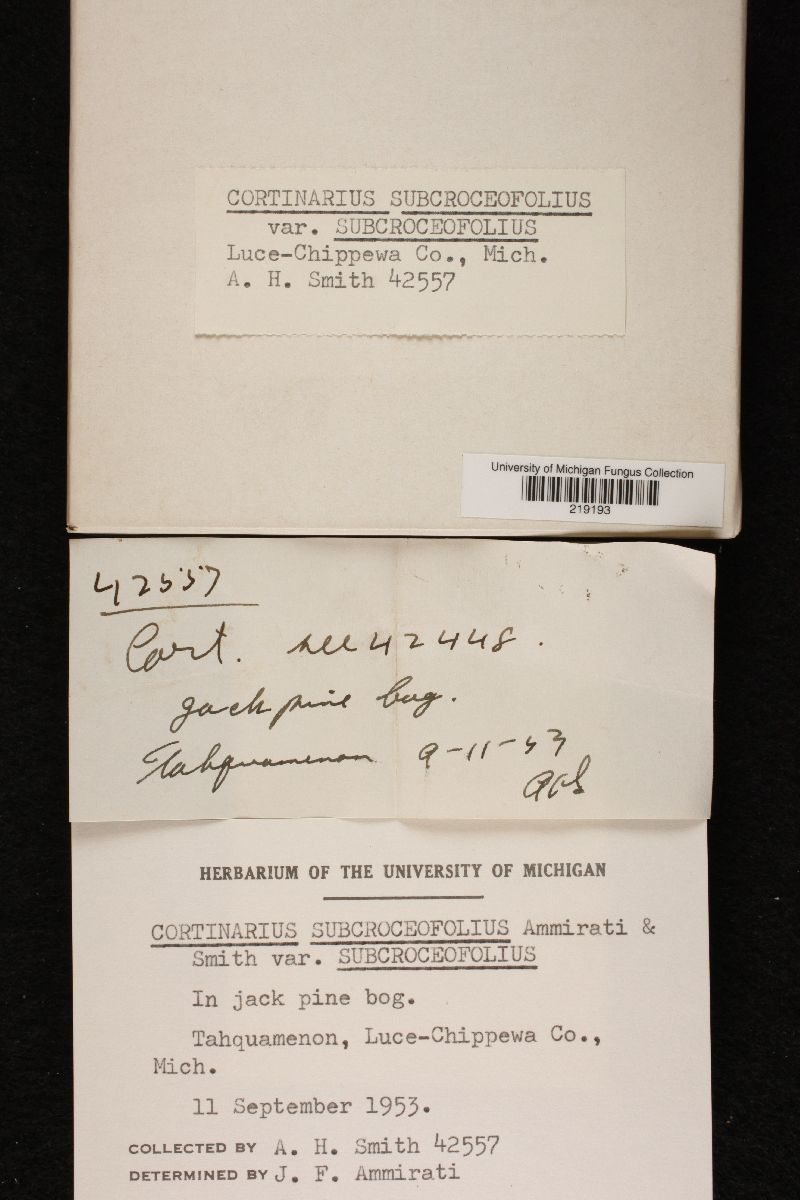 CORTINARIUS SUBCROCEOFOLIUS
var. SUBCROCEOFOLIUS
Luce-Chippewa Co., Mich.
A. H. Smith 42557
University of Michigan Fungus Collection
219193
42557
Cort. see 42448.
jack pine bog.
Tahquamenon 9-11-53
AHS
HERBARIUM OF THE UNIVERSITY OF MICHIGAN
CORTINARIUS SUBCROCEOFOLIUS Ammirati &
Smith var. SUBCROCEOFOLIUS
In jack pine bog.
Tahquamenon, Luce-Chippewa Co.,
Mich.
11 September 1953.
COLLECTED BY A. H. Smith 42557
DETERMINED BY J. F. Ammirati